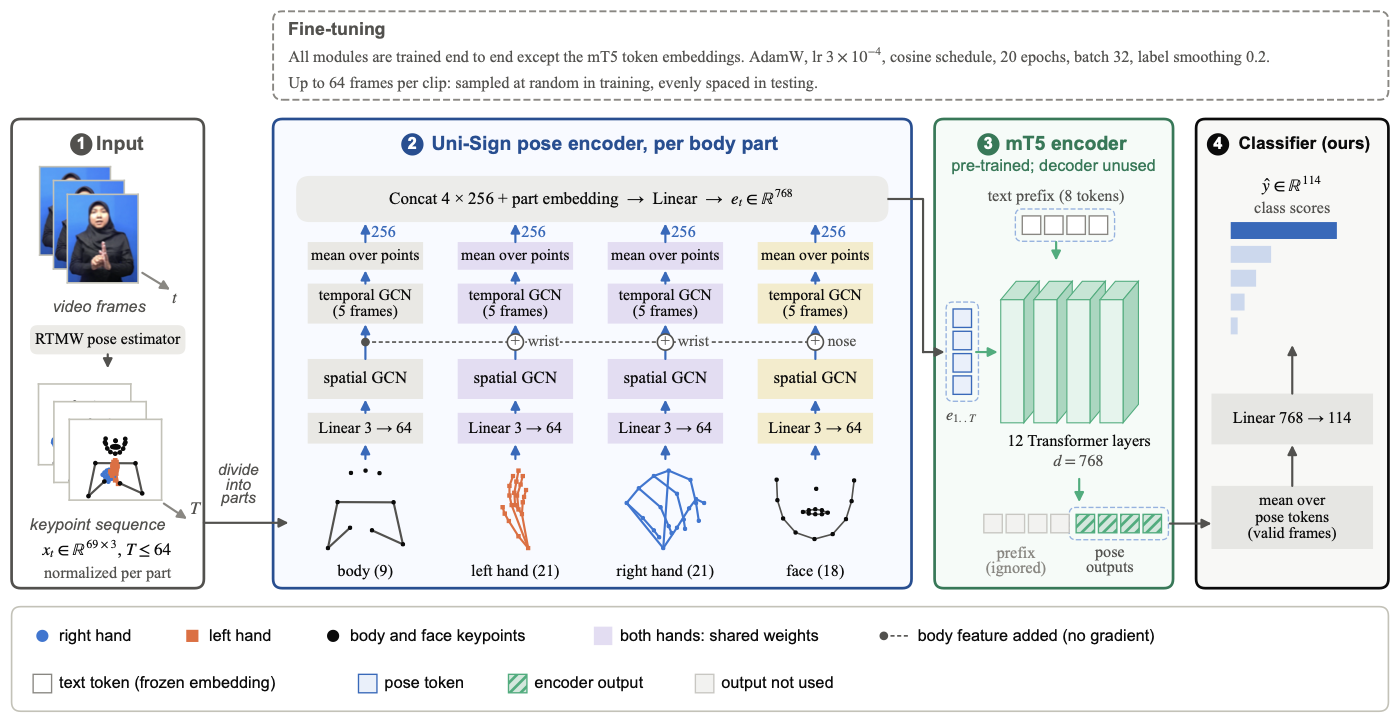 Fine-tuning
All modules are trained end to end except the mT5 token embeddings. AdamW, lr 3 × 10⁻⁴, cosine schedule, 20 epochs, batch 32, label smoothing 0.2.
Up to 64 frames per clip: sampled at random in training, evenly spaced in testing.
1 Input
video frames
t
RTMW pose estimator
T
keypoint sequence
xₜ ∈ ℝ⁶⁹ˣ³, T ≤ 64
normalized per part
divide
into
parts
2 Uni-Sign pose encoder, per body part
Concat 4 × 256 + part embedding → Linear → eₜ ∈ ℝ⁷⁶⁸
256 256 256 256
mean over points mean over points mean over points mean over points
temporal GCN temporal GCN temporal GCN temporal GCN
(5 frames) (5 frames) (5 frames) (5 frames)
+ wrist + wrist + nose
spatial GCN spatial GCN spatial GCN spatial GCN
Linear 3 → 64 Linear 3 → 64 Linear 3 → 64 Linear 3 → 64
body (9) left hand (21) right hand (21) face (18)
3 mT5 encoder
pre-trained; decoder unused
text prefix (8 tokens)
e₁..T
12 Transformer layers
d = 768
prefix
(ignored)
pose
outputs
4 Classifier (ours)
ŷ ∈ ℝ¹¹⁴
class scores
Linear 768 → 114
mean over
pose tokens
(valid frames)
right hand left hand body and face keypoints both hands: shared weights body feature added (no gradient)
text token (frozen embedding) pose token encoder output output not used